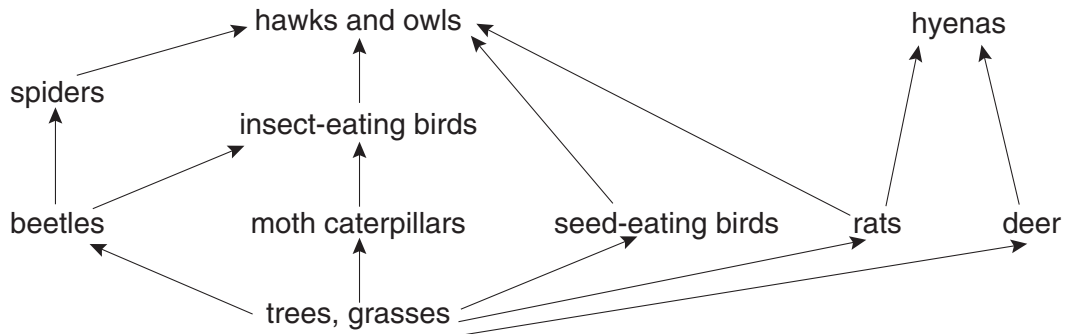 hawks and owls
hyenas
spiders
insect-eating birds
beetles
moth caterpillars
seed-eating birds
rats
deer
trees, grasses